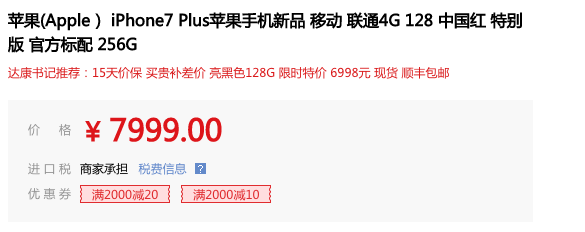 苹果(Apple ) iPhone7 Plus苹果手机新品 移动 联通4G 128 中国红 特别
版 官方标配 256G
达康书记推荐：15天价保 买贵补差价 亮黑色128G 限时特价 6998元 现货 顺丰包邮
价 格 ¥ 7999.00
进口税 商家承担 税费信息 ?
优惠券 满2000减20 满2000减10